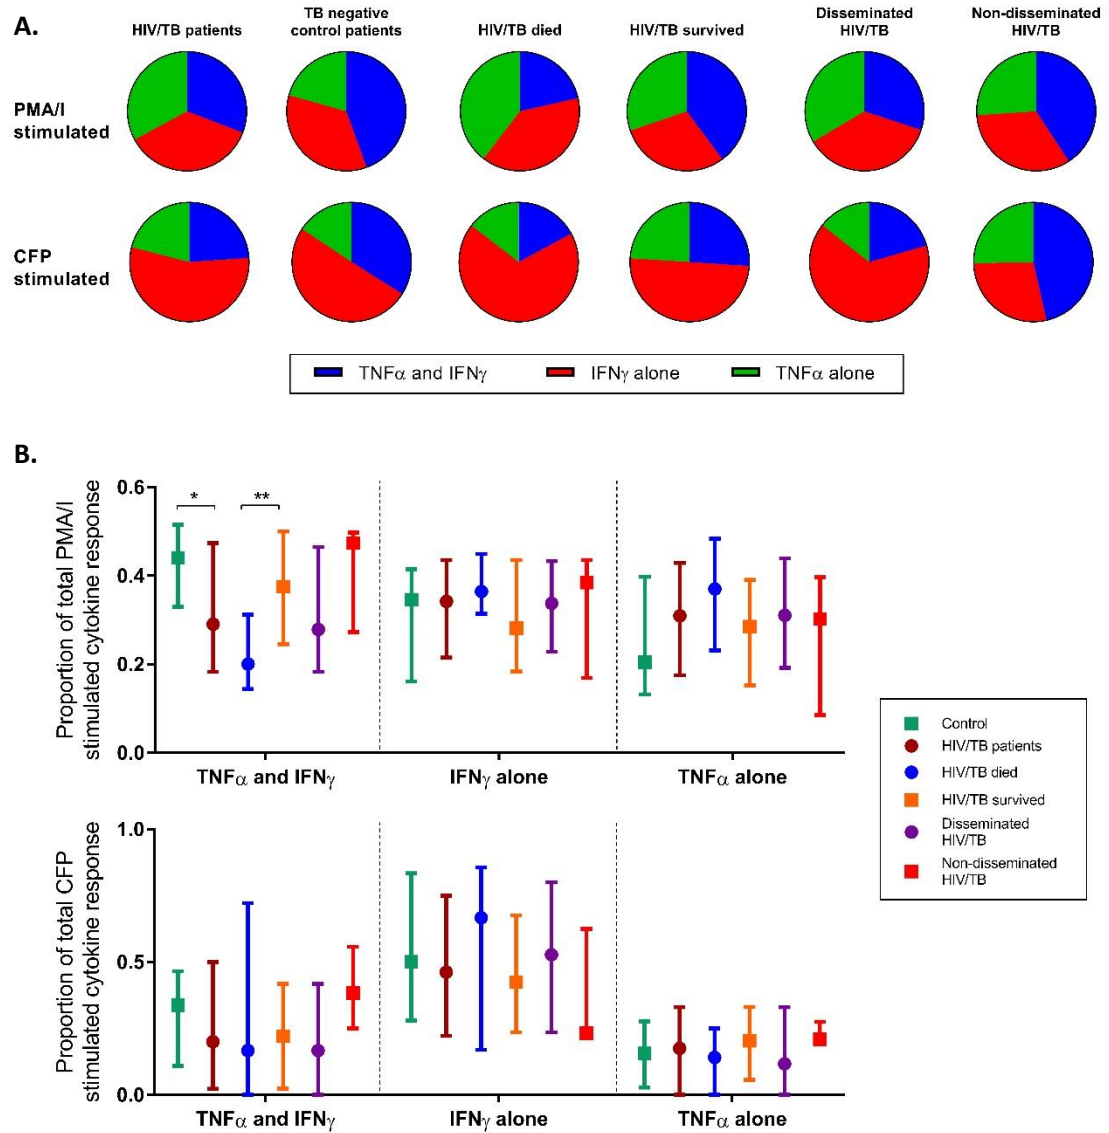 A.
HIV/TB patients
TB negative
control patients
HIV/TB died
HIV/TB survived
Disseminated
HIV/TB
Non-disseminated
HIV/TB
PMA/I
stimulated
CFP
stimulated
TNFα and IFNγ
IFNγ alone
TNFα alone
B.
Proportion of total PMA/I
stimulated cytokine response
0.6
0.4
0.2
0.0
*
**
TNFα and IFNγ
IFNγ alone
TNFα alone
Control
HIV/TB patients
HIV/TB died
HIV/TB survived
Disseminated
HIV/TB
Non-disseminated
HIV/TB
Proportion of total CFP
stimulated cytokine response
1.0
0.5
0.0
TNFα and IFNγ
IFNγ alone
TNFα alone